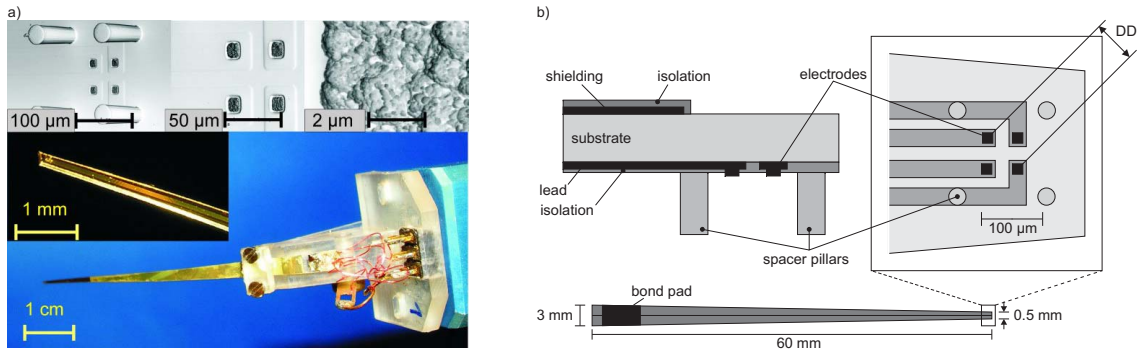 a)
100 µm
50 µm
2 µm
1 mm
1 cm
1
b)
DD
electrodes
isolation
shielding
substrate
lead
isolation
100 µm
spacer pillars
bond pad
3 mm
0.5 mm
60 mm